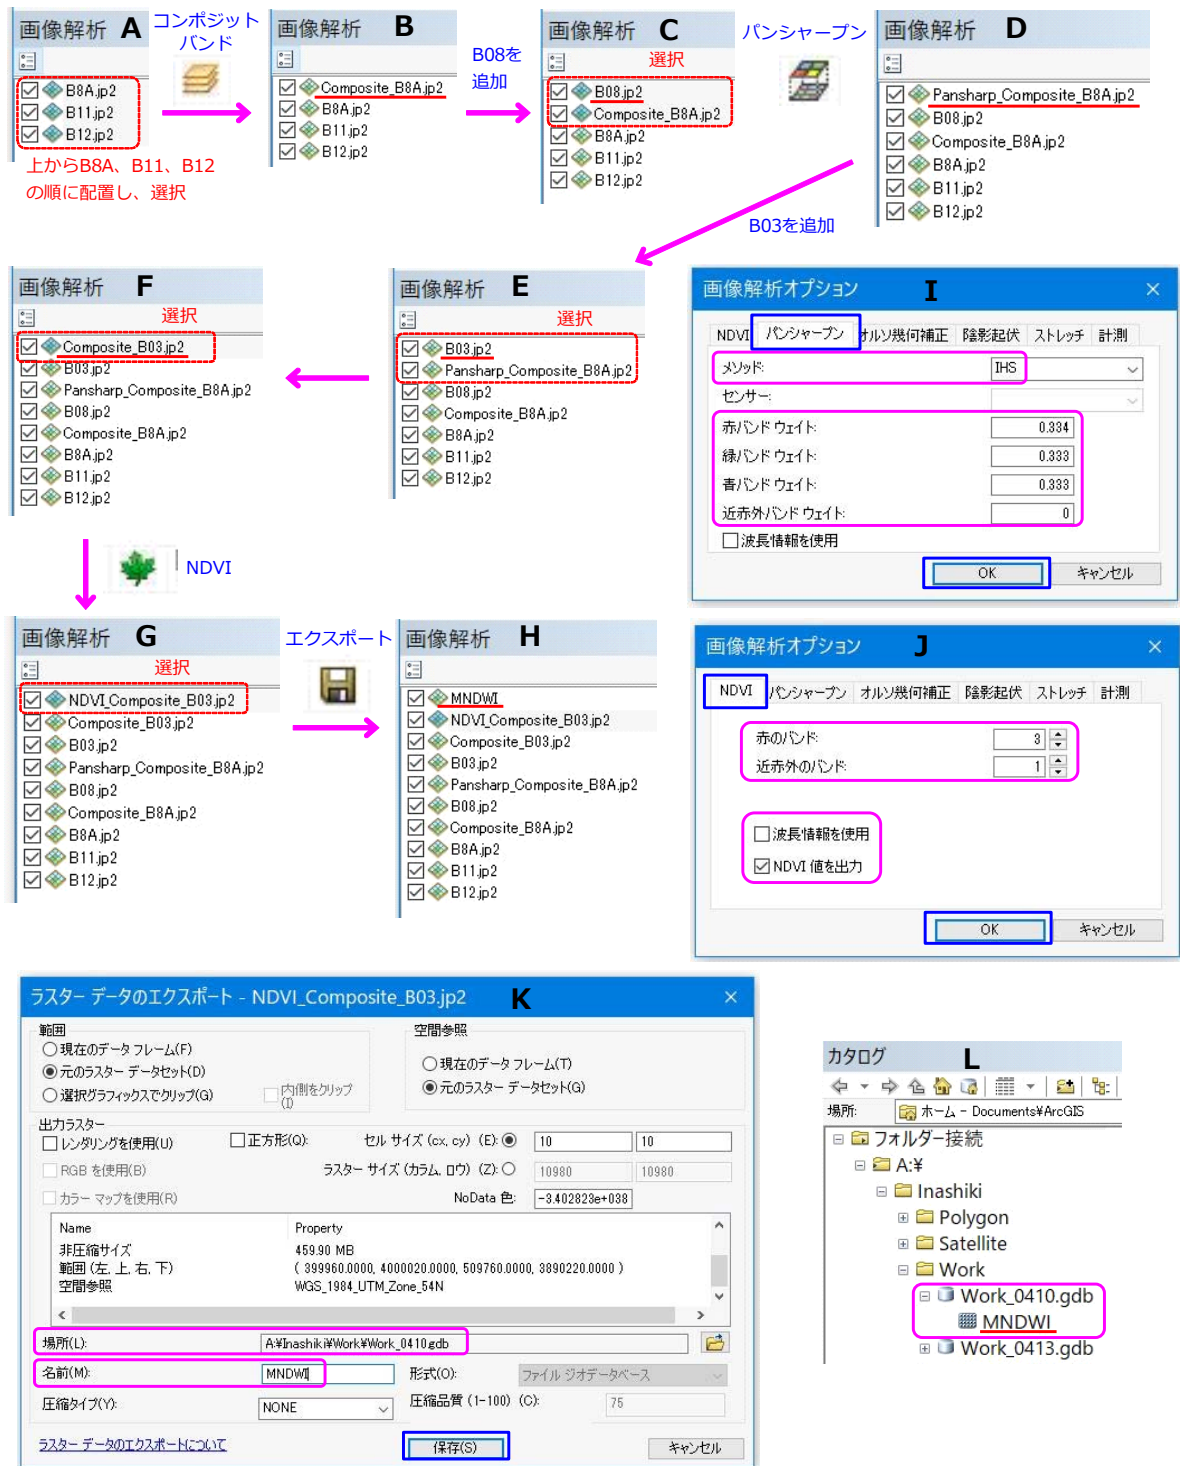 画像解析 A
B8A.jp2
B11.jp2
B12.jp2
上からB8A、B11、B12
の順に配置し、選択
コンポジット
バンド
画像解析 B
Composite_B8A.jp2
B8A.jp2
B11.jp2
B12.jp2
B08を
追加
画像解析 C
選択
B08.jp2
Composite_B8A.jp2
B8A.jp2
B11.jp2
B12.jp2
パンシャープン
画像解析 D
Pansharp_Composite_B8A.jp2
B08.jp2
Composite_B8A.jp2
B8A.jp2
B11.jp2
B12.jp2
B03を追加
画像解析 E
選択
B03.jp2
Pansharp_Composite_B8A.jp2
B08.jp2
Composite_B8A.jp2
B8A.jp2
B11.jp2
B12.jp2
画像解析 F
選択
Composite_B03.jp2
B03.jp2
Pansharp_Composite_B8A.jp2
B08.jp2
Composite_B8A.jp2
B8A.jp2
B11.jp2
B12.jp2
NDVI
画像解析 G
選択
NDVI_Composite_B03.jp2
Composite_B03.jp2
B03.jp2
Pansharp_Composite_B8A.jp2
B08.jp2
Composite_B8A.jp2
B8A.jp2
B11.jp2
B12.jp2
エクスポート
画像解析 H
MNDWI
NDVI_Composite_B03.jp2
Composite_B03.jp2
B03.jp2
Pansharp_Composite_B8A.jp2
B08.jp2
Composite_B8A.jp2
B8A.jp2
B11.jp2
B12.jp2
画像解析オプション I
NDVI パンシャープン オルソ幾何補正 陰影起伏 ストレッチ 計測
メソッド: IHS
センサー:
赤バンド ウェイト: 0.334
緑バンド ウェイト: 0.333
青バンド ウェイト: 0.333
近赤外バンド ウェイト: 0
波長情報を使用
OK キャンセル
画像解析オプション J
NDVI パンシャープン オルソ幾何補正 陰影起伏 ストレッチ 計測
赤のバンド: 3
近赤外のバンド: 1
波長情報を使用
NDVI 値を出力
OK キャンセル
ラスター データのエクスポート - NDVI_Composite_B03.jp2 K
範囲
現在のデータ フレーム(F)
元のラスター データセット(D)
選択グラフィックスでクリップ(G) 内側をクリップ(I)
空間参照
現在のデータ フレーム(T)
元のラスター データセット(G)
出力ラスター
レンダリングを使用(U) 正方形(Q): セル サイズ (cx, cy) (E): 10 10
RGB を使用(B) ラスター サイズ (カラム, ロウ) (Z): 10980 10980
カラー マップを使用(R) NoData 色: -3.402823e+038
Name Property
非圧縮サイズ 459.90 MB
範囲 (左, 上, 右, 下) ( 399960.0000, 4000020.0000, 509760.0000, 3890220.0000 )
空間参照 WGS_1984_UTM_Zone_54N
場所(L): A:¥Inashiki¥Work¥Work_0410.gdb
名前(M): MNDWI 形式(O): ファイル ジオデータベース
圧縮タイプ(Y): NONE 圧縮品質 (1-100) (C): 75
ラスター データのエクスポートについて 保存(S) キャンセル
カタログ L
場所: ホーム - Documents¥ArcGIS
フォルダー接続
A:¥
Inashiki
Polygon
Satellite
Work
Work_0410.gdb
MNDWI
Work_0413.gdb